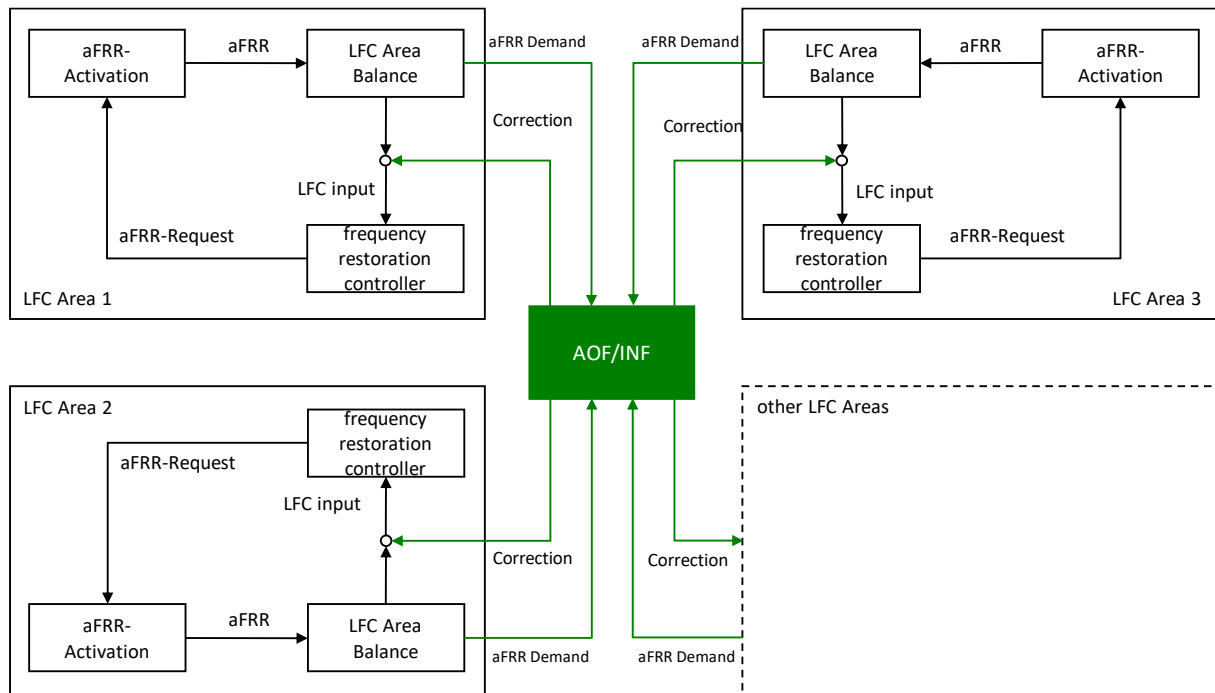 aFRR-
Activation
aFRR
LFC Area
Balance
aFRR Demand
Correction
LFC input
aFRR-Request
frequency
restoration
controller
LFC Area 1
aFRR Demand
LFC Area
Balance
aFRR
aFRR-
Activation
Correction
LFC input
aFRR-Request
frequency
restoration
controller
LFC Area 3
AOF/INF
LFC Area 2
frequency
restoration
controller
aFRR-Request
LFC input
Correction
aFRR-
Activation
aFRR
LFC Area
Balance
aFRR Demand
other LFC Areas
Correction
aFRR Demand